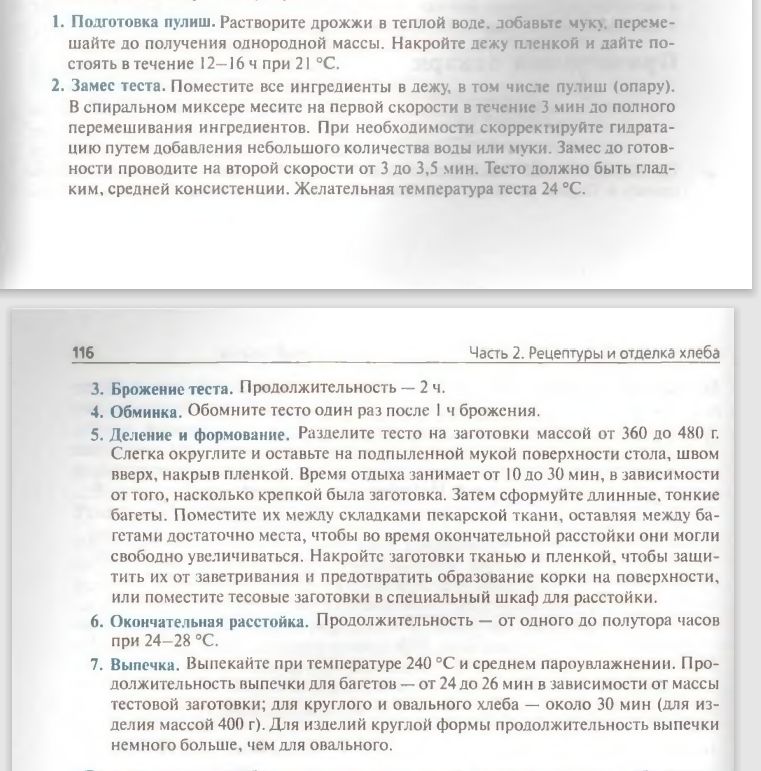 1. Подготовка пулиш. Растворите дрожжи в теплой воде, добавьте муку, переме-
шайте до получения однородной массы. Накройте дежу пленкой и дайте по-
стоять в течение 12–16 ч при 21 °С.
2. Замес теста. Поместите все ингредиенты в дежу, в том числе пулиш (опару).
В спиральном миксере месите на первой скорости в течение 3 мин до полного
перемешивания ингредиентов. При необходимости скорректируйте гидрата-
цию путем добавления небольшого количества воды или муки. Замес до готов-
ности проводите на второй скорости от 3 до 3,5 мин. Тесто должно быть глад-
ким, средней консистенции. Желательная температура теста 24 °С.
116 Часть 2. Рецептуры и отделка хлеба
3. Брожение теста. Продолжительность — 2 ч.
4. Обминка. Обомните тесто один раз после 1 ч брожения.
5. Деление и формование. Разделите тесто на заготовки массой от 360 до 480 г.
Слегка округлите и оставьте на подпыленной мукой поверхности стола, швом
вверх, накрыв пленкой. Время отдыха занимает от 10 до 30 мин, в зависимости
от того, насколько крепкой была заготовка. Затем сформуйте длинные, тонкие
багеты. Поместите их между складками пекарской ткани, оставляя между ба-
гетами достаточно места, чтобы во время окончательной расстойки они могли
свободно увеличиваться. Накройте заготовки тканью и пленкой, чтобы защи-
тить их от заветривания и предотвратить образование корки на поверхности,
или поместите тесовые заготовки в специальный шкаф для расстойки.
6. Окончательная расстойка. Продолжительность — от одного до полутора часов
при 24–28 °С.
7. Выпечка. Выпекайте при температуре 240 °С и среднем пароувлажнении. Про-
должительность выпечки для багетов — от 24 до 26 мин в зависимости от массы
тестовой заготовки; для круглого и овального хлеба — около 30 мин (для из-
делия массой 400 г). Для изделий круглой формы продолжительность выпечки
немного больше, чем для овального.